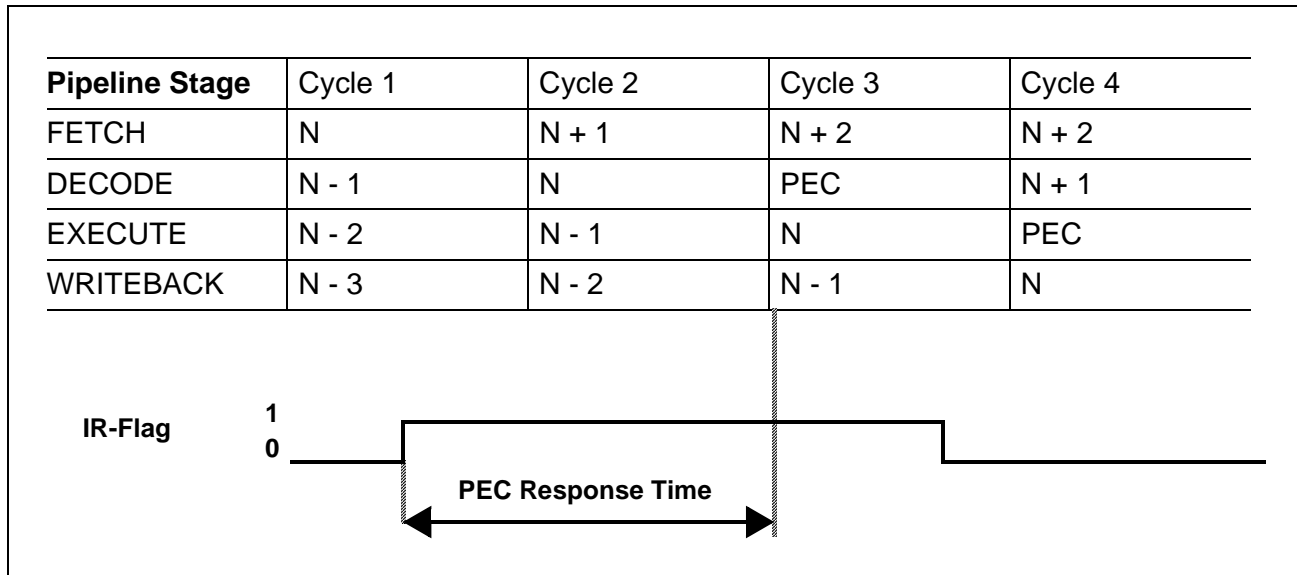 Pipeline Stage Cycle 1 Cycle 2 Cycle 3 Cycle 4
FETCH N N + 1 N + 2 N + 2
DECODE N - 1 N PEC N + 1
EXECUTE N - 2 N - 1 N PEC
WRITEBACK N - 3 N - 2 N - 1 N
1
IR-Flag
0
PEC Response Time